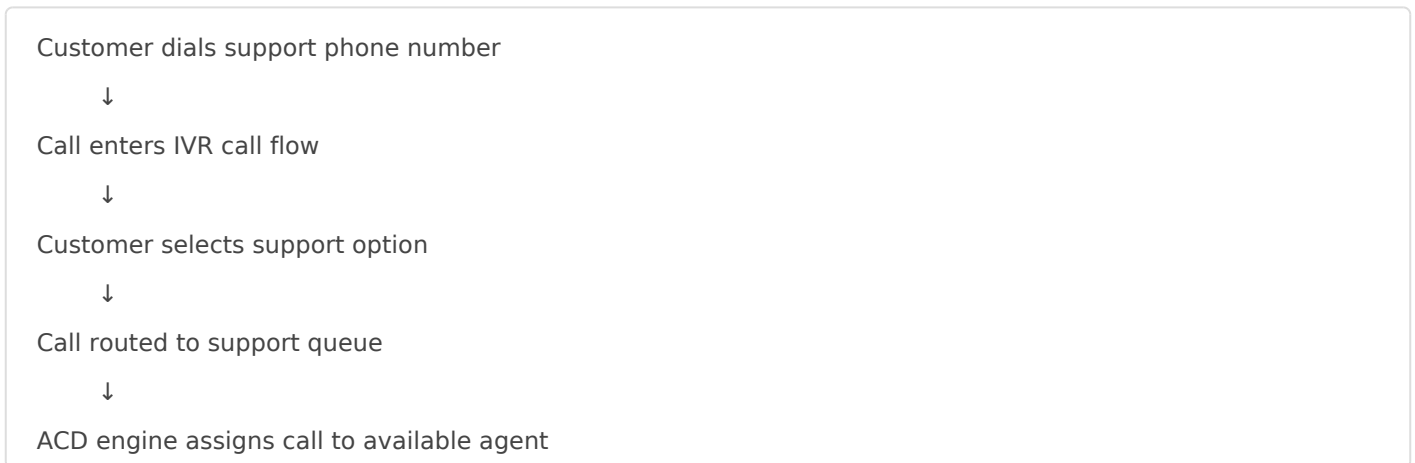 Customer dials support phone number
↓
Call enters IVR call flow
↓
Customer selects support option
↓
Call routed to support queue
↓
ACD engine assigns call to available agent